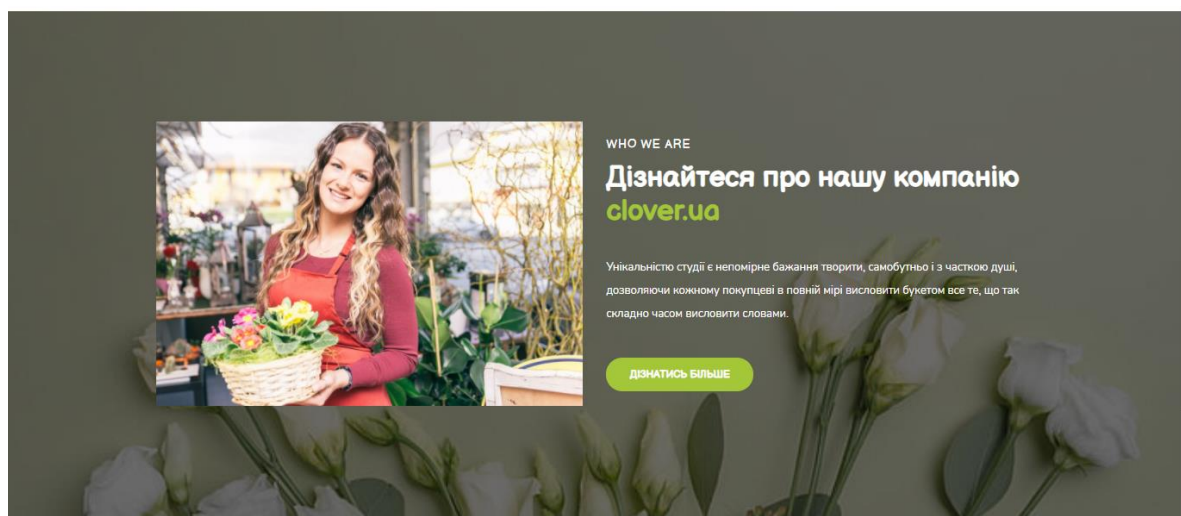 WHO WE ARE
Дізнайтеся про нашу компанію
clover.ua
Унікальністю студії є непомірне бажання творити, самобутньо і з часткою душі,
дозволяючи кожному покупцеві в повній мірі висловити букетом все те, що так
складно часом висловити словами.
ДІЗНАТИСЬ БІЛЬШЕ